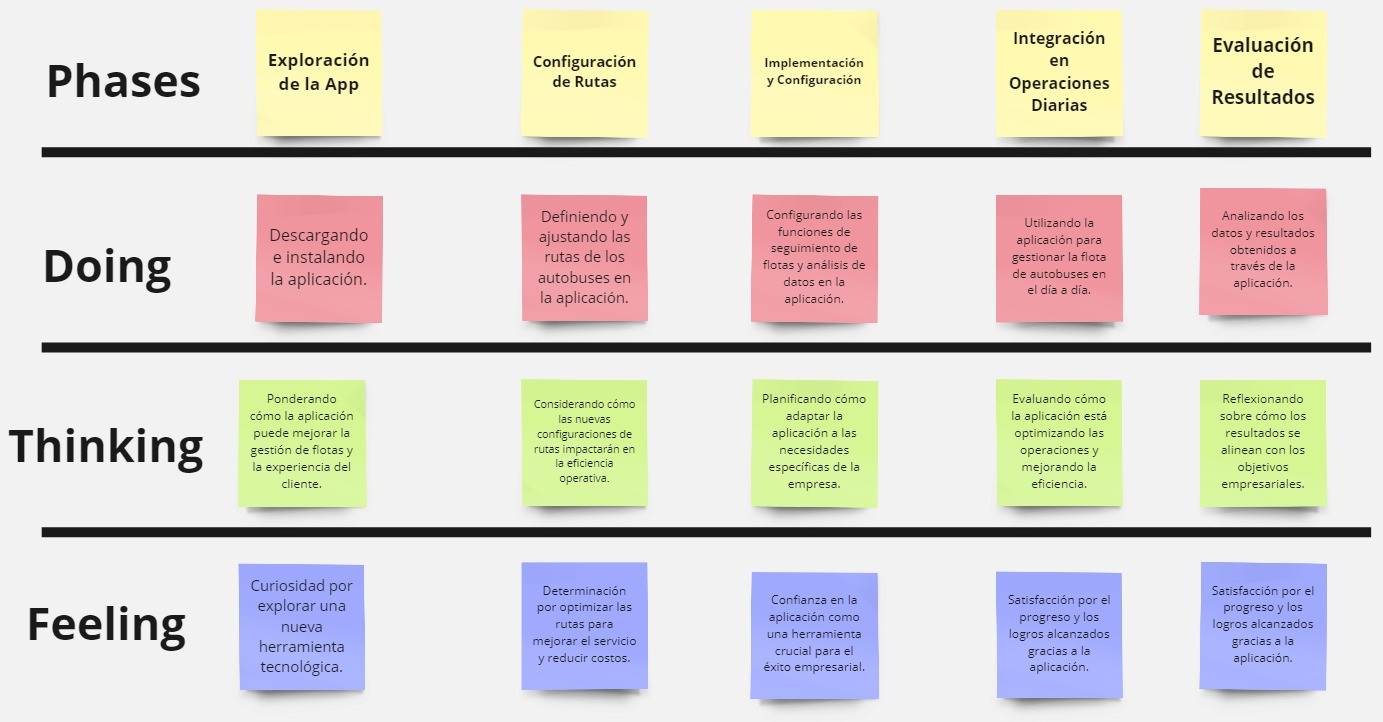 Phases
Exploración
de la App
Configuración
de Rutas
Implementación
y Configuración
Integración
en
Operaciones
Diarias
Evaluación
de
Resultados
Doing
Descargando
e instalando
la aplicación.
Definiendo y
ajustando las
rutas de los
autobuses en
la aplicación.
Configurando las
funciones de
seguimiento de
flotas y análisis de
datos en la
aplicación.
Utilizando la
aplicación para
gestionar la flota
de autobuses en
el día a día.
Analizando los
datos y resultados
obtenidos a
través de la
aplicación.
Thinking
Ponderando
cómo la aplicación
puede mejorar la
gestión de flotas y
la experiencia del
cliente.
Considerando cómo
las nuevas
configuraciones de
rutas impactarán en
la eficiencia
operativa.
Planificando cómo
adaptar la
aplicación a las
necesidades
específicas de la
empresa.
Evaluando cómo
la aplicación está
optimizando las
operaciones y
mejorando la
eficiencia.
Reflexionando
sobre cómo los
resultados se
alinean con los
objetivos
empresariales.
Feeling
Curiosidad por
explorar una
nueva
herramienta
tecnológica.
Determinación
por optimizar las
rutas para
mejorar el servicio
y reducir costos.
Confianza en la
aplicación como
una herramienta
crucial para el
éxito empresarial.
Satisfacción por el
progreso y los
logros alcanzados
gracias a la
aplicación.
Satisfacción por el
progreso y los
logros alcanzados
gracias a la
aplicación.